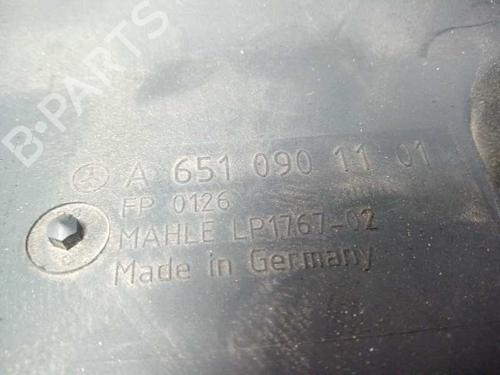 B-PARTS
A 651 090 11 01
FP 0126
MAHLE LP1767-02
Made in Germany